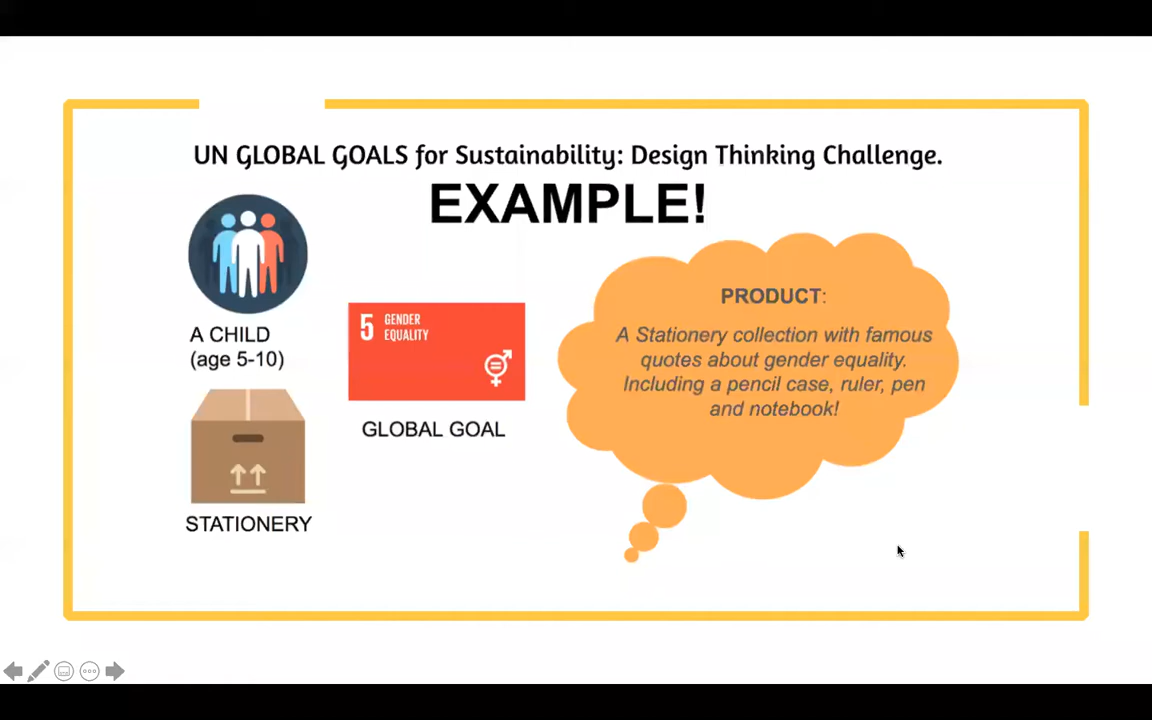 UN GLOBAL GOALS for Sustainability: Design Thinking Challenge.
EXAMPLE!
A CHILD
(age 5-10)
STATIONERY
5 GENDER
EQUALITY
GLOBAL GOAL
PRODUCT:
A Stationery collection with famous
quotes about gender equality.
Including a pencil case, ruler, pen
and notebook!